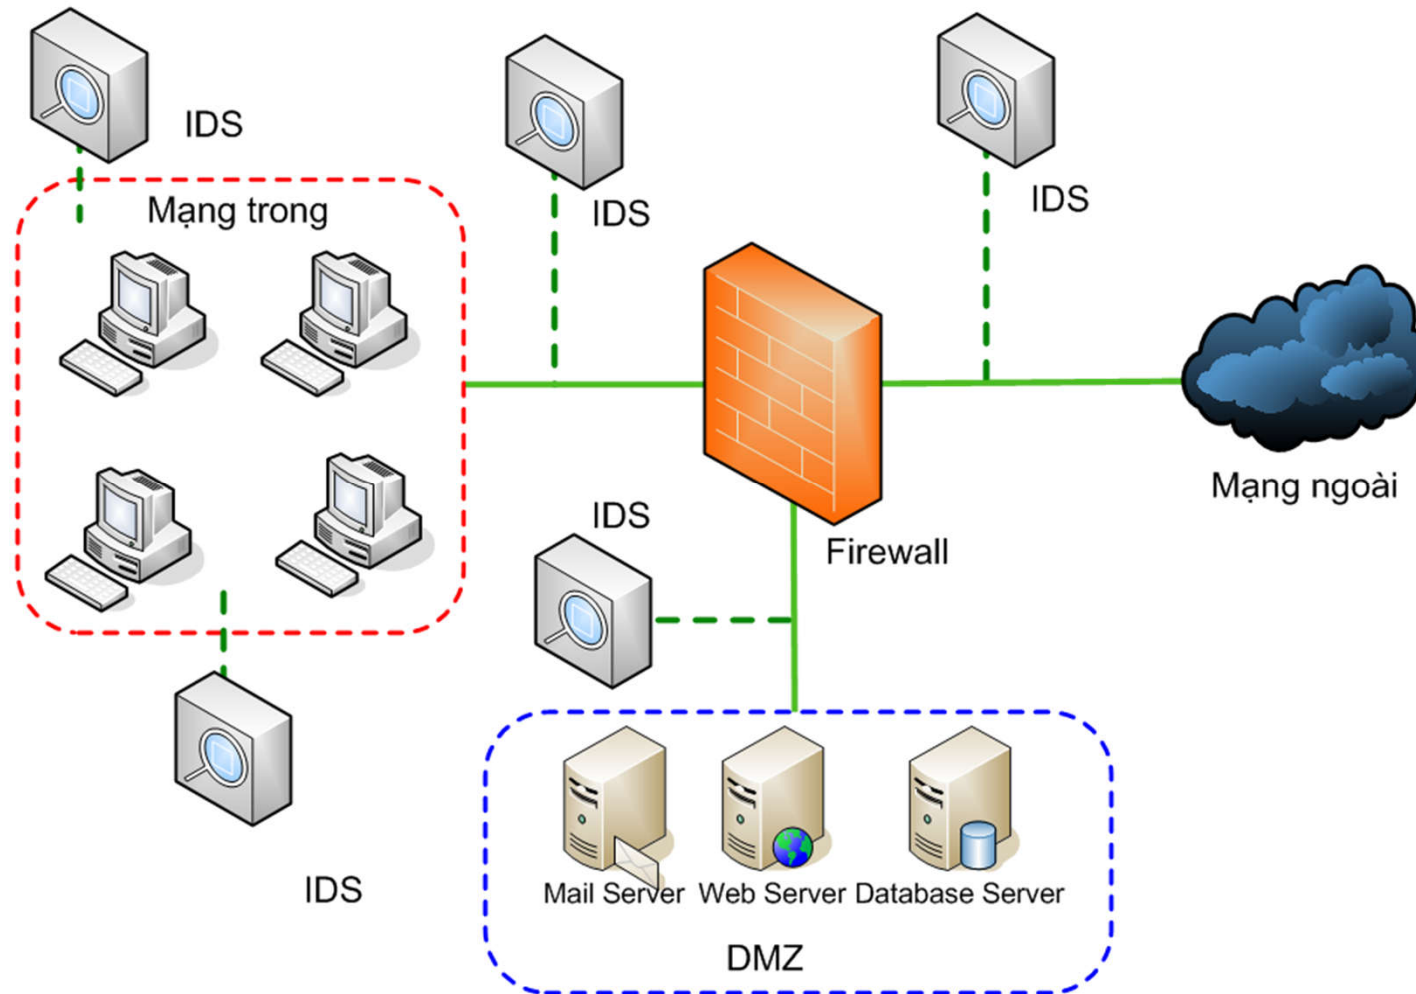 IDS
IDS
IDS
Mạng trong
Mạng ngoài
IDS
Firewall
IDS
Mail Server
Web Server
Database Server
DMZ